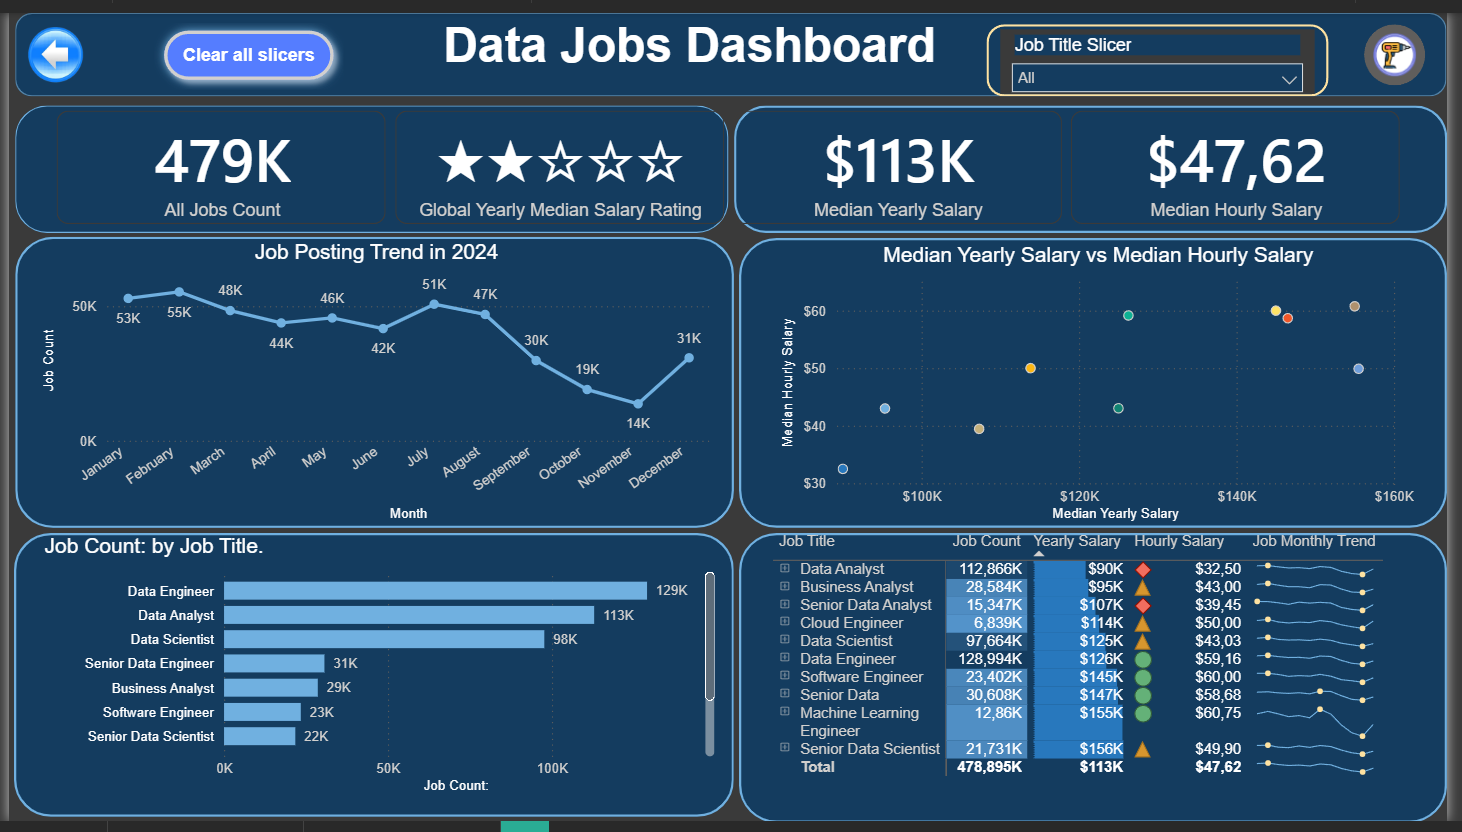 Clear all slicers
Data Jobs Dashboard
Job Title Slicer
All
479K
All Jobs Count
Global Yearly Median Salary Rating
$113K
Median Yearly Salary
$47,62
Median Hourly Salary
Job Posting Trend in 2024
Job Count
50K
0K
53K
55K
48K
44K
46K
42K
51K
47K
30K
19K
14K
31K
January
February
March
April
May
June
July
August
September
October
November
December
Month
Median Yearly Salary vs Median Hourly Salary
Median Hourly Salary
$60
$50
$40
$30
$100K
$120K
$140K
$160K
Median Yearly Salary
Job Count: by Job Title.
Data Engineer 129K
Data Analyst 113K
Data Scientist 98K
Senior Data Engineer 31K
Business Analyst 29K
Software Engineer 23K
Senior Data Scientist 22K
0K 50K 100K
Job Count:
Job Title Job Count Yearly Salary Hourly Salary Job Monthly Trend
Data Analyst 112,866K $90K $32,50
Business Analyst 28,584K $95K $43,00
Senior Data Analyst 15,347K $107K $39,45
Cloud Engineer 6,839K $114K $50,00
Data Scientist 97,664K $125K $43,03
Data Engineer 128,994K $126K $59,16
Software Engineer 23,402K $145K $60,00
Senior Data 30,608K $147K $58,68
Machine Learning 12,86K $155K $60,75
Engineer
Senior Data Scientist 21,731K $156K $49,90
Total 478,895K $113K $47,62